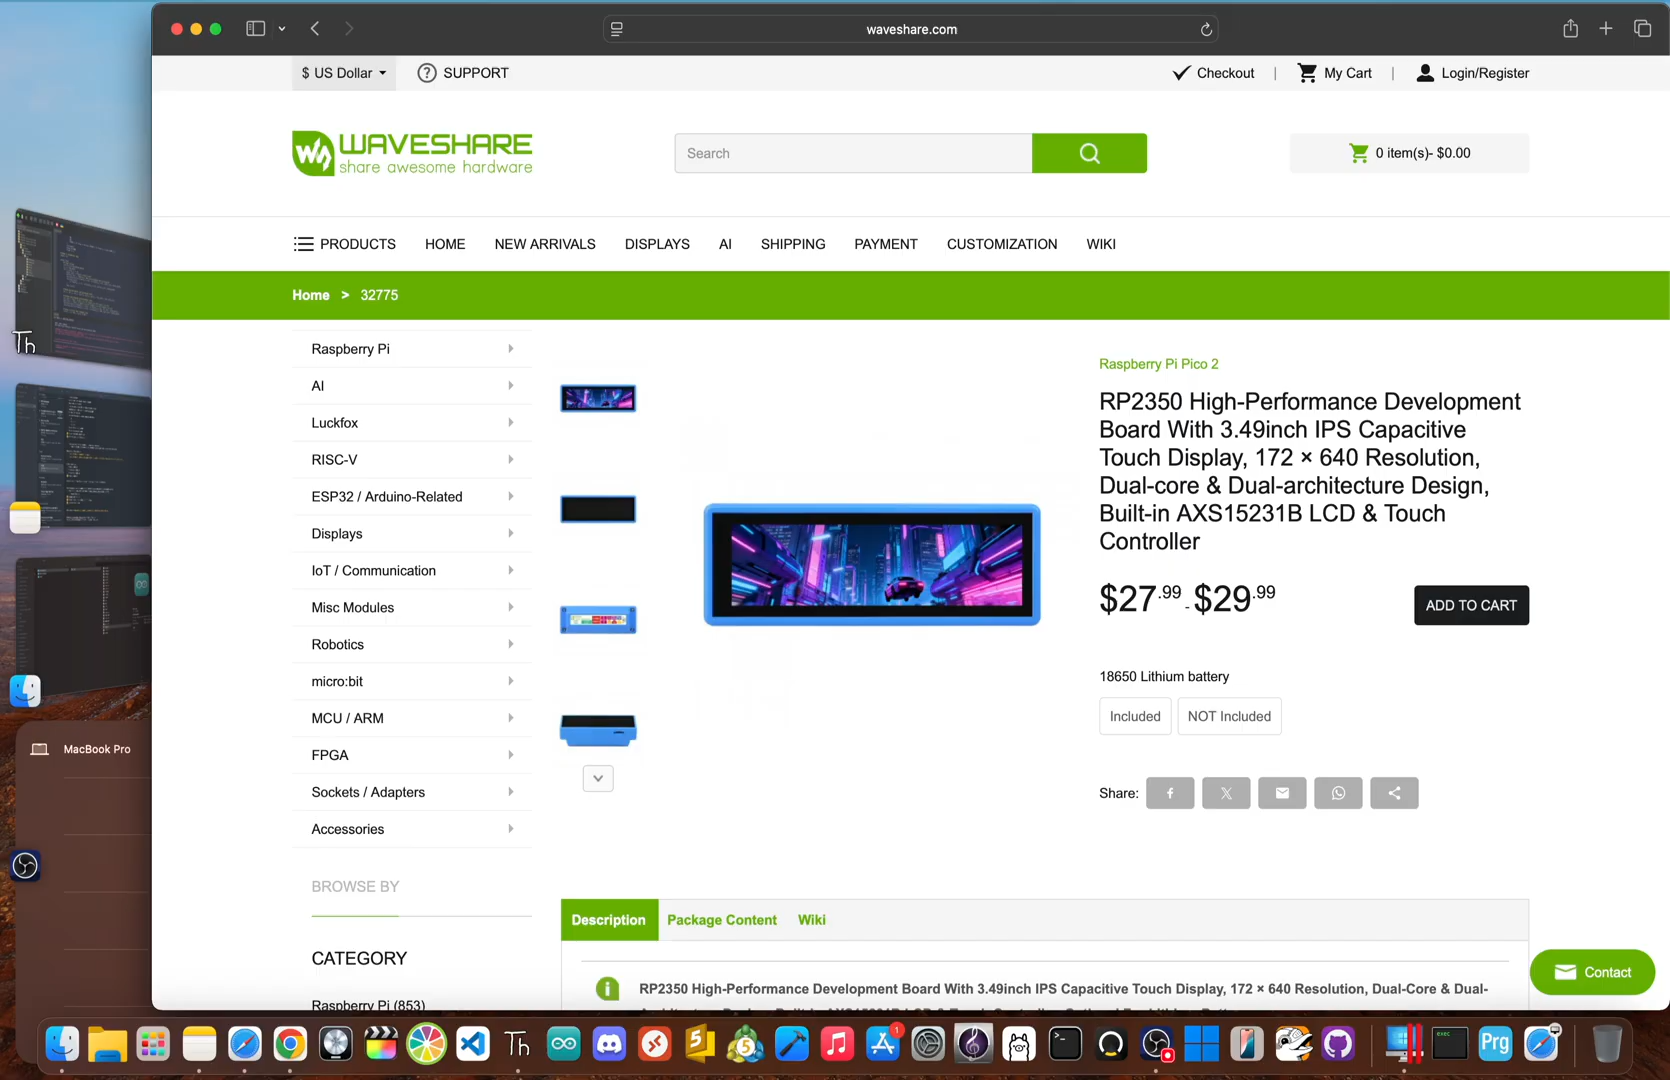 waveshare.com
$ US Dollar
? SUPPORT
Checkout | My Cart | Login/Register
WAVESHARE
share awesome hardware
Search
0 item(s)- $0.00
PRODUCTS HOME NEW ARRIVALS DISPLAYS AI SHIPPING PAYMENT CUSTOMIZATION WIKI
Home > 32775
Raspberry Pi
AI
Luckfox
RISC-V
ESP32 / Arduino-Related
Displays
IoT / Communication
Misc Modules
Robotics
micro:bit
MCU / ARM
FPGA
Sockets / Adapters
Accessories
BROWSE BY
CATEGORY
Raspberry Pi (853)
Raspberry Pi Pico 2
RP2350 High-Performance Development
Board With 3.49inch IPS Capacitive
Touch Display, 172 × 640 Resolution,
Dual-core & Dual-architecture Design,
Built-in AXS15231B LCD & Touch
Controller
$27.99 - $29.99
ADD TO CART
18650 Lithium battery
Included NOT Included
Share:
Description Package Content Wiki
RP2350 High-Performance Development Board With 3.49inch IPS Capacitive Touch Display, 172 × 640 Resolution, Dual-Core & Dual-
Contact
Th
MacBook Pro
Th
5
5
1
EXEC
Prg